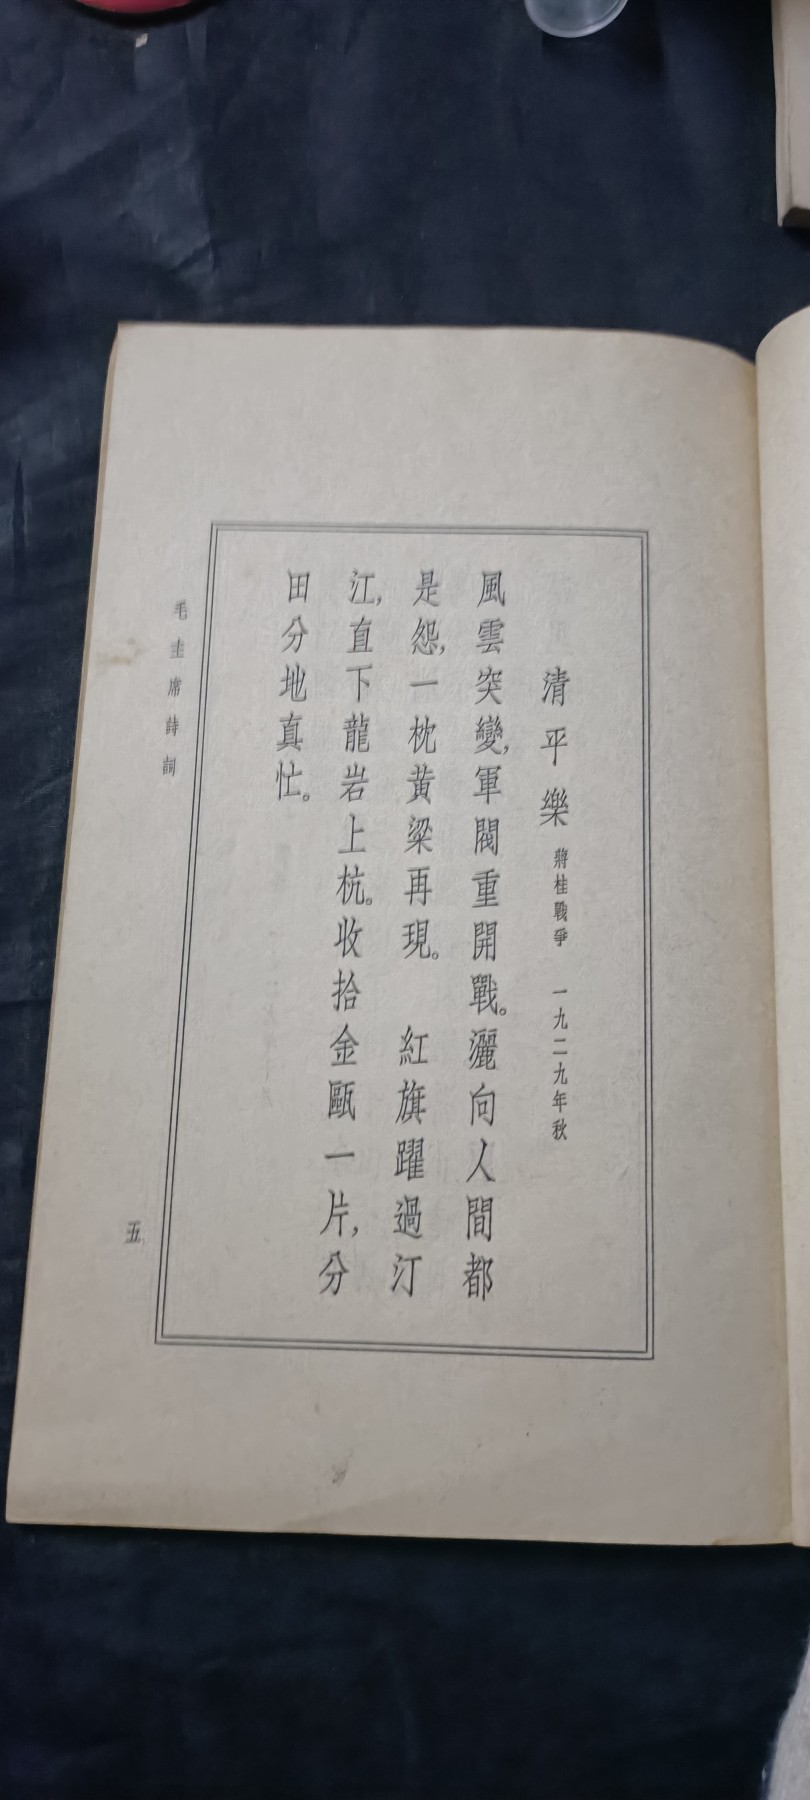 清平樂 蔣桂戰爭 一九二九年秋
風雲突變，軍閥重開戰。灑向人間都
是怨，一枕黃粱再現。 紅旗躍過汀
江，直下龍岩上杭。收拾金甌一片，分
田分地真忙。
毛主席詩詞
五